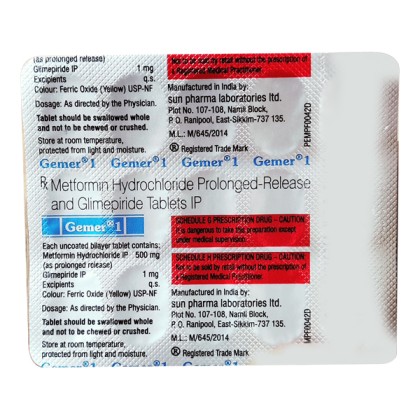 (as prolonged release)
Glimepiride IP 1 mg
Excipients q.s.
Colour: Ferric Oxide (Yellow) USP-NF
Dosage: As directed by the Physician.
Tablet should be swallowed whole
and not to be chewed or crushed.
Store at room temperature,
protected from light and moisture.
Not to be sold by retail without the prescription of
a Registered Medical Practitioner.
Manufactured in India by:
sun pharma laboratories ltd.
Plot No. 107-108, Namli Block,
P. O. Ranipool, East-Sikkim-737 135.
M.L.: M/645/2014
® Registered Trade Mark
Gemer® 1 Gemer® 1 Gemer® 1 Gemer® 1
℞ Metformin Hydrochloride Prolonged-Release
and Glimepiride Tablets IP
Gemer® 1
Each uncoated bilayer tablet contains:
Metformin Hydrochloride IP 500 mg
(as prolonged release)
Glimepiride IP 1 mg
Excipients q.s.
Colour: Ferric Oxide (Yellow) USP-NF
Dosage: As directed by the Physician.
Tablet should be swallowed whole
and not to be chewed or crushed.
Store at room temperature,
protected from light and moisture.
SCHEDULE G PRESCRIPTION DRUG - CAUTION
It is dangerous to take this preparation except
under medical supervision.
SCHEDULE H PRESCRIPTION DRUG - CAUTION
Not to be sold by retail without the prescription of
a Registered Medical Practitioner.
Manufactured in India by:
sun pharma laboratories ltd.
Plot No. 107-108, Namli Block,
P. O. Ranipool, East-Sikkim-737 135.
M.L.: M/645/2014
® Registered Trade Mark
Gemer® 1 Gemer® 1 Gemer® 1